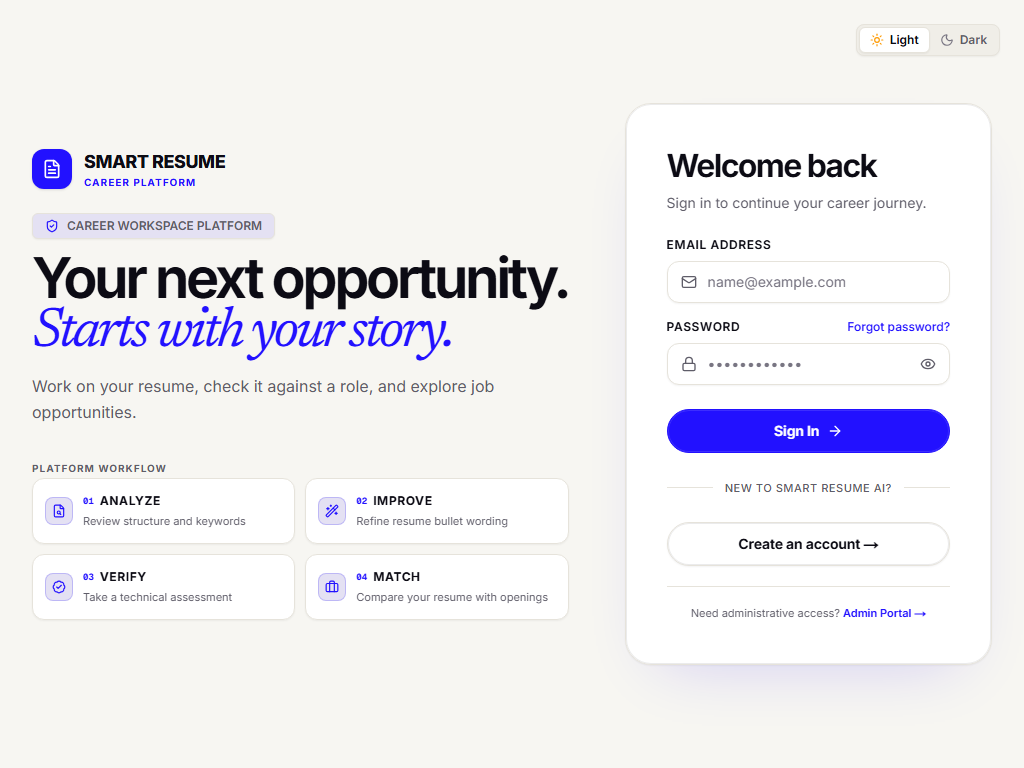 Light Dark
SMART RESUME
CAREER PLATFORM
CAREER WORKSPACE PLATFORM
Your next opportunity.
Starts with your story.
Work on your resume, check it against a role, and explore job
opportunities.
PLATFORM WORKFLOW
01 ANALYZE
Review structure and keywords
02 IMPROVE
Refine resume bullet wording
03 VERIFY
Take a technical assessment
04 MATCH
Compare your resume with openings
Welcome back
Sign in to continue your career journey.
EMAIL ADDRESS
name@example.com
PASSWORD Forgot password?
••••••••••••
Sign In →
NEW TO SMART RESUME AI?
Create an account →
Need administrative access? Admin Portal →